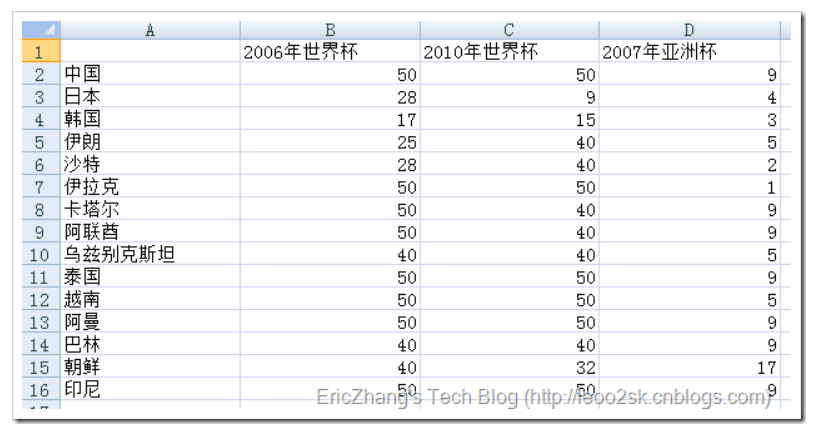 A B C D
1 2006年世界杯 2010年世界杯 2007年亚洲杯
2 中国 50 50 9
3 日本 28 9 4
4 韩国 17 15 3
5 伊朗 25 40 5
6 沙特 28 40 2
7 伊拉克 50 50 1
8 卡塔尔 50 40 9
9 阿联酋 50 40 9
10 乌兹别克斯坦 40 40 5
11 泰国 50 50 9
12 越南 50 50 5
13 阿曼 50 50 9
14 巴林 40 40 9
15 朝鲜 40 32 17
16 印尼 50 50 9
EricZhang's Tech Blog (http://leoo2sk.cnblogs.com)